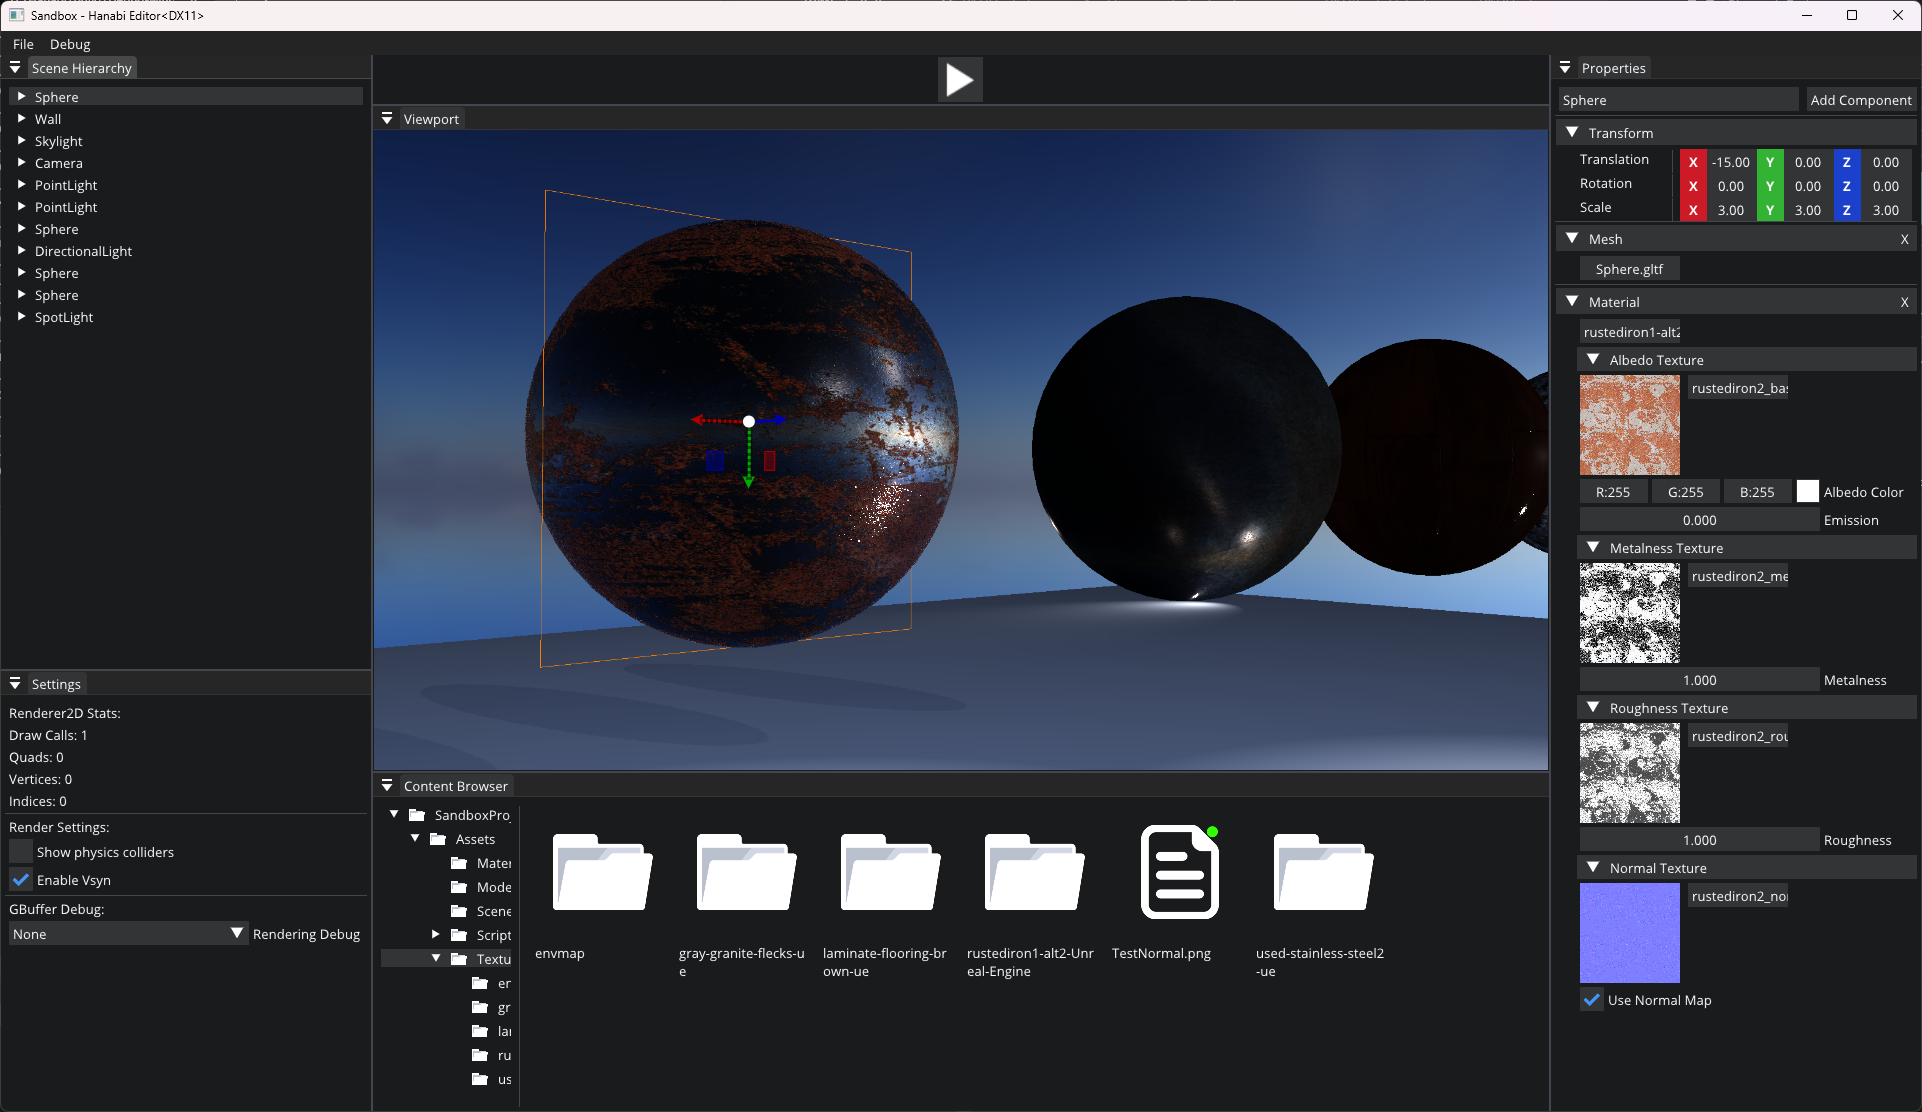 Sandbox - Hanabi Editor<DX11>
File Debug
Scene Hierarchy
Sphere
Wall
Skylight
Camera
PointLight
PointLight
Sphere
DirectionalLight
Sphere
Sphere
SpotLight
Settings
Renderer2D Stats:
Draw Calls: 1
Quads: 0
Vertices: 0
Indices: 0
Render Settings:
Show physics colliders
Enable Vsyn
GBuffer Debug:
None Rendering Debug
Viewport
Content Browser
SandboxPro
Assets
Mater
Mode
Scene
Script
Textu
en
gr
lar
ru
us
envmap
gray-granite-flecks-u
e
laminate-flooring-br
own-ue
rustediron1-alt2-Unr
eal-Engine
TestNormal.png
used-stainless-steel2
-ue
Properties
Sphere Add Component
Transform
Translation X -15.00 Y 0.00 Z 0.00
Rotation X 0.00 Y 0.00 Z 0.00
Scale X 3.00 Y 3.00 Z 3.00
Mesh X
Sphere.gltf
Material X
rustediron1-alt2
Albedo Texture
rustediron2_ba
R:255 G:255 B:255 Albedo Color
0.000 Emission
Metalness Texture
rustediron2_me
1.000 Metalness
Roughness Texture
rustediron2_rou
1.000 Roughness
Normal Texture
rustediron2_no
Use Normal Map